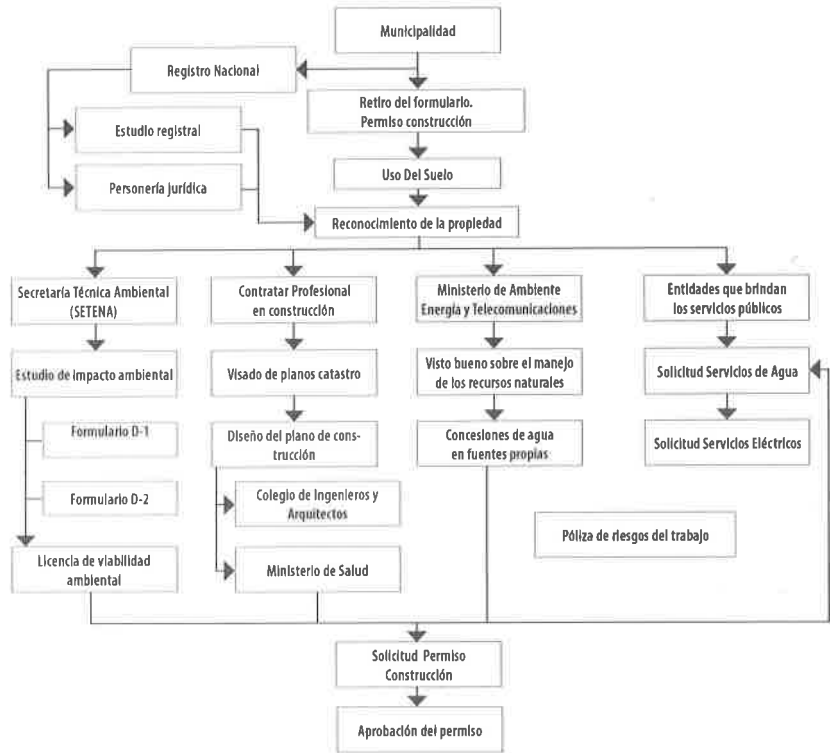 Municipalidad
Registro Nacional
Retiro del formulario.
Permiso construcción
Estudio registral
Uso Del Suelo
Personería jurídica
Reconocimiento de la propiedad
Secretaría Técnica Ambiental
(SETENA)
Contratar Profesional
en construcción
Ministerio de Ambiente
Energía y Telecomunicaciones
Entidades que brindan
los servicios públicos
Estudio de impacto ambiental
Visado de planos catastro
Visto bueno sobre el manejo
de los recursos naturales
Solicitud Servicios de Agua
Formulario D-1
Diseño del plano de cons-
trucción
Concesiones de agua
en fuentes propias
Solicitud Servicios Eléctricos
Formulario D-2
Colegio de Ingenieros y
Arquitectos
Póliza de riesgos del trabajo
Licencia de viabilidad
ambiental
Ministerio de Salud
Solicitud Permiso
Construcción
Aprobación del permiso